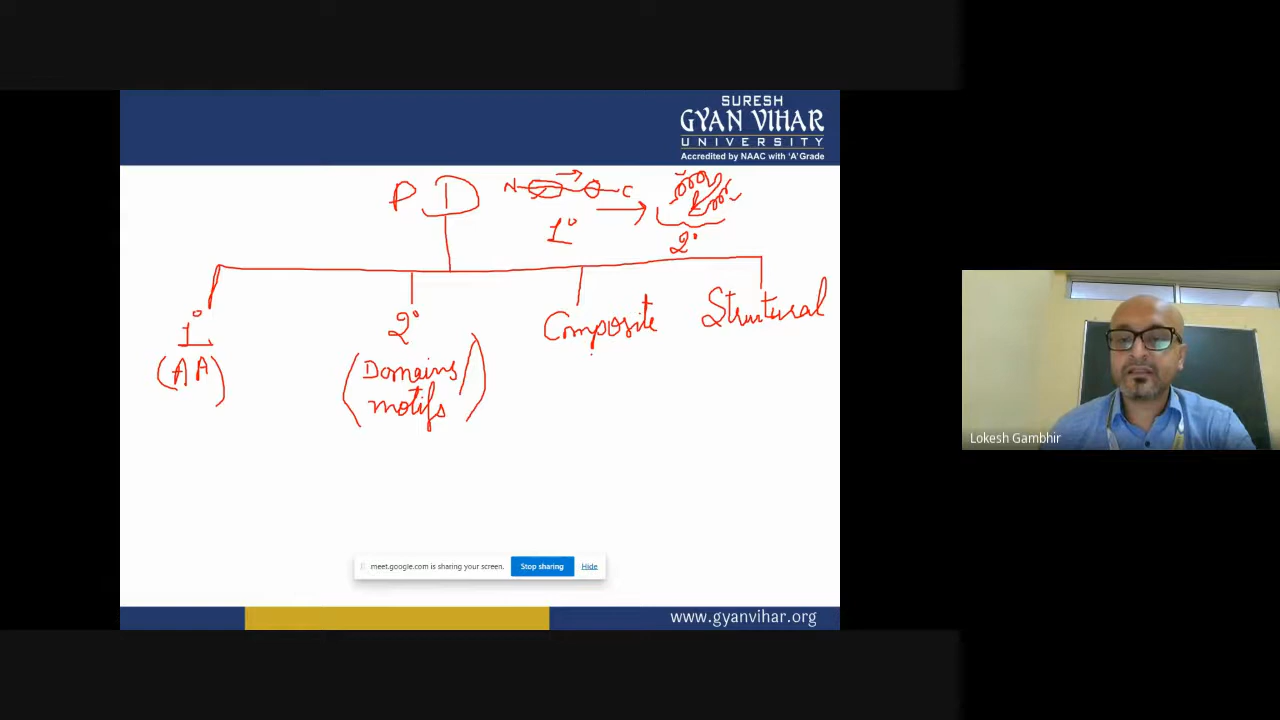 SURESH
GYAN VIHAR
UNIVERSITY
Accredited by NAAC with 'A' Grade
PD
N C
1° 2°
1° 2° Composite Structural
(AA) (Domains/
motifs)
Lokesh Gambhir
meet.google.com is sharing your screen. Stop sharing Hide
www.gyanvihar.org